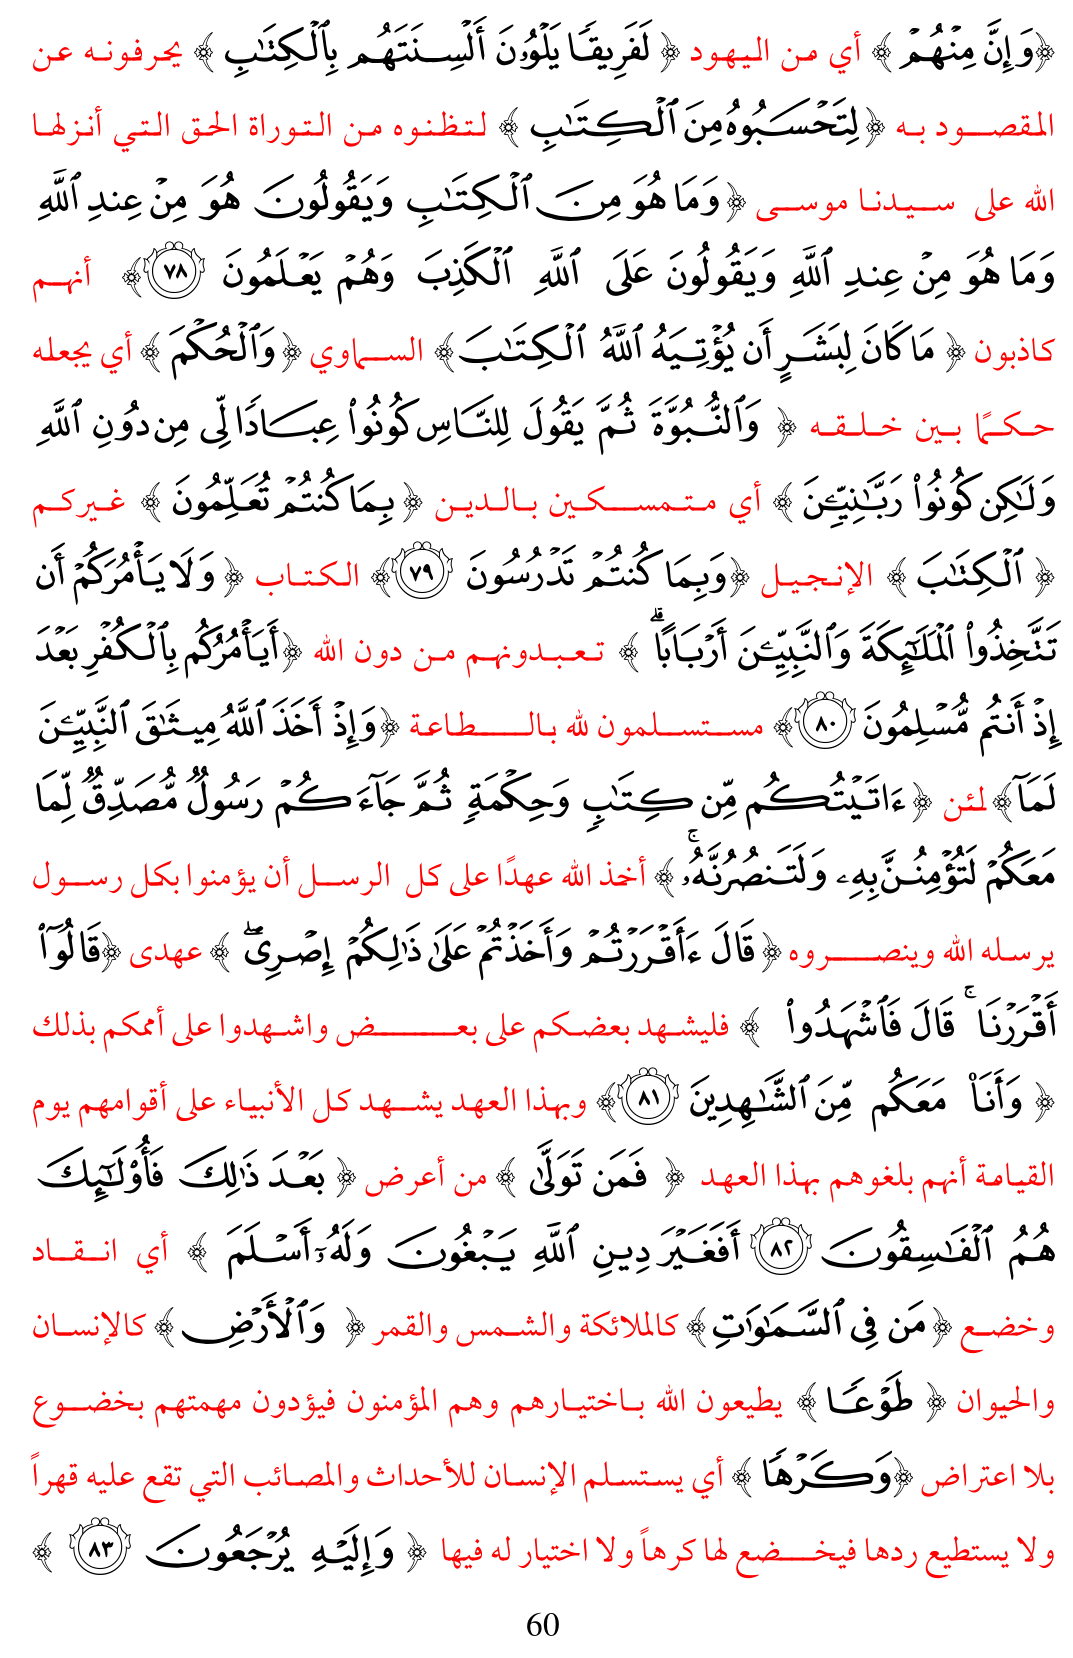 ﴿وَإِنَّ مِنْهُمْ ﴾ أي من اليهود ﴿ لَفَرِيقًا يَلْوُۥنَ أَلْسِنَتَهُم بِٱلْكِتَٰبِ ﴾ يحرفونه عن
المقصود به ﴿ لِتَحْسَبُوهُ مِنَ ٱلْكِتَٰبِ ﴾ لتظنوه من التوراة الحق التي أنزلها
الله على سيدنا موسى ﴿ وَمَا هُوَ مِنَ ٱلْكِتَٰبِ وَيَقُولُونَ هُوَ مِنْ عِندِ ٱللَّهِ
وَمَا هُوَ مِنْ عِندِ ٱللَّهِ وَيَقُولُونَ عَلَى ٱللَّهِ ٱلْكَذِبَ وَهُمْ يَعْلَمُونَ ٧٨﴾ أنهم
كاذبون ﴿ مَا كَانَ لِبَشَرٍ أَن يُؤْتِيَهُ ٱللَّهُ ٱلْكِتَٰبَ﴾ السماوي ﴿ وَٱلْحُكْمَ ﴾ أي يجعله
حكمًا بين خلقه ﴿ وَٱلنُّبُوَّةَ ثُمَّ يَقُولَ لِلنَّاسِ كُونُوا۟ عِبَادًا لِّى مِن دُونِ ٱللَّهِ
وَلَٰكِن كُونُوا۟ رَبَّٰنِيِّۦنَ ﴾ أي متمسكين بالدين ﴿ بِمَا كُنتُمْ تُعَلِّمُونَ ﴾ غيركم
﴿ ٱلْكِتَٰبَ ﴾ الإنجيل ﴿ وَبِمَا كُنتُمْ تَدْرُسُونَ ٧٩﴾ الكتاب ﴿ وَلَا يَأْمُرَكُمْ أَن
تَتَّخِذُوا۟ ٱلْمَلَٰٓئِكَةَ وَٱلنَّبِيِّۦنَ أَرْبَابًا ۗ ﴾ تعبدونهم من دون الله ﴿ أَيَأْمُرُكُم بِٱلْكُفْرِ بَعْدَ
إِذْ أَنتُم مُّسْلِمُونَ ٨٠﴾ مستسلمون لله بالطاعة ﴿ وَإِذْ أَخَذَ ٱللَّهُ مِيثَٰقَ ٱلنَّبِيِّۦنَ
لَمَآ﴾ لمئن ﴿ ءَاتَيْتُكُم مِّن كِتَٰبٍ وَحِكْمَةٍ ثُمَّ جَآءَكُمْ رَسُولٌ مُّصَدِّقٌ لِّمَا
مَعَكُمْ لَتُؤْمِنُنَّ بِهِۦ وَلَتَنصُرُنَّهُۥ ۚ ﴾ أخذ الله عهدًا على كل الرسل أن يؤمنوا بكل رسول
يرسله الله وينصروه ﴿ قَالَ ءَأَقْرَرْتُمْ وَأَخَذْتُمْ عَلَىٰ ذَٰلِكُمْ إِصْرِى ۖ ﴾ عهدى ﴿ قَالُوٓا۟
أَقْرَرْنَا ۚ قَالَ فَٱشْهَدُوا۟ ﴾ فليشهد بعضكم على بعض واشهدوا على أممكم بذلك
﴿ وَأَنَا۠ مَعَكُم مِّنَ ٱلشَّٰهِدِينَ ٨١﴾ وبهذا العهد يشهد كل الأنبياء على أقوامهم يوم
القيامة أنهم بلغوهم بهذا العهد ﴿ فَمَن تَوَلَّىٰ ﴾ من أعرض ﴿ بَعْدَ ذَٰلِكَ فَأُو۟لَٰٓئِكَ
هُمُ ٱلْفَٰسِقُونَ ٨٢ أَفَغَيْرَ دِينِ ٱللَّهِ يَبْغُونَ وَلَهُۥٓ أَسْلَمَ ﴾ أي انقاد
وخضع ﴿ مَن فِى ٱلسَّمَٰوَٰتِ ﴾ كالملائكة والشمس والقمر ﴿ وَٱلْأَرْضِ ﴾ كالإنسان
والحيوان ﴿ طَوْعًا ﴾ يطيعون الله باختيارهم وهم المؤمنون فيؤدون مهمتهم بخضوع
بلا اعتراض ﴿ وَكَرْهًا ﴾ أي يستسلم الإنسان للأحداث والمصائب التي تقع عليه قهراً
ولا يستطيع ردها فيخضع لها كرهاً ولا اختيار له فيها ﴿ وَإِلَيْهِ يُرْجَعُونَ ٨٣ ﴾
60